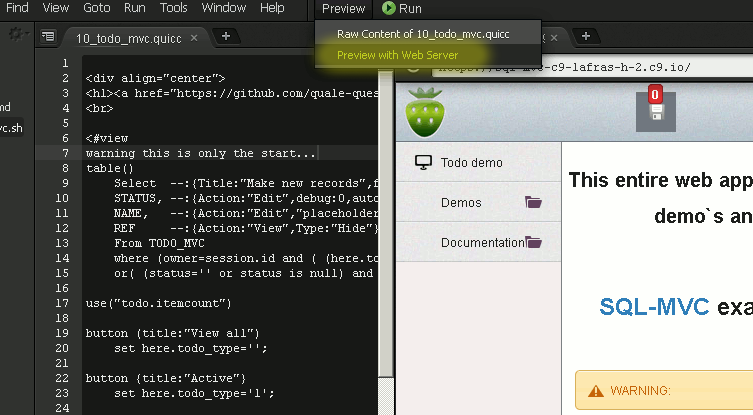 Find View Goto Run Tools Window Help Preview Run
10_todo_mvc.quicc
Raw Content of 10_todo_mvc.quicc
Preview with Web Server
https://sql-mvc-c9-lafras-h-2.c9.io/
md
vc.sh
1
2 <div align="center">
3 <h1><a href="https://github.com/quale-ques
4 <br>
5
6 <#view
7 warning this is only the start...
8 table()
9 Select --:{Title:"Make new records",f
10 STATUS, --:{Action:"Edit",debug:0,auto
11 NAME, --:{Action:"Edit","placeholder
12 REF --:{Action:"View",Type:"Hide"}
13 From TODO_MVC
14 where (owner=session.id and ( (here.to
15 or( (status='' or status is null) and
16
17 use("todo.itemcount")
18
19 button (title:"View all")
20 set here.todo_type='';
21
22 button {title:"Active"}
23 set here.todo_type='1';
24
0
Todo demo
Demos
Documentation
This entire web app
demo`s an
SQL-MVC exa
WARNING: